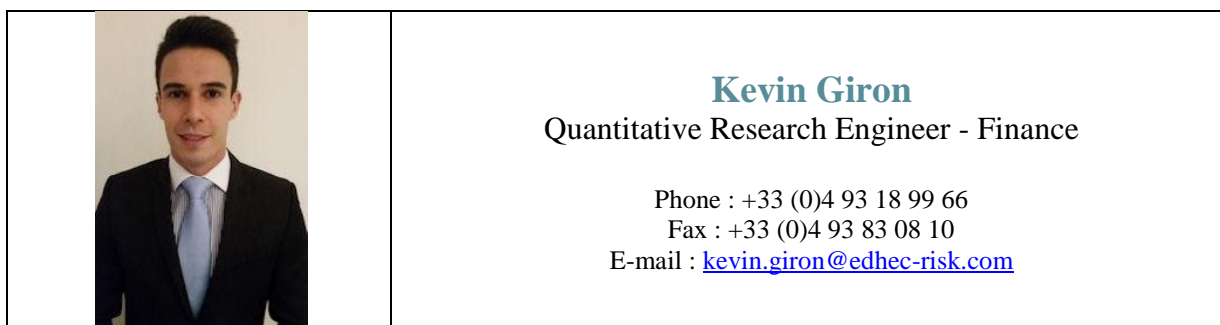 Kevin Giron
Quantitative Research Engineer - Finance
Phone : +33 (0)4 93 18 99 66
Fax : +33 (0)4 93 83 08 10
E-mail : kevin.giron@edhec-risk.com